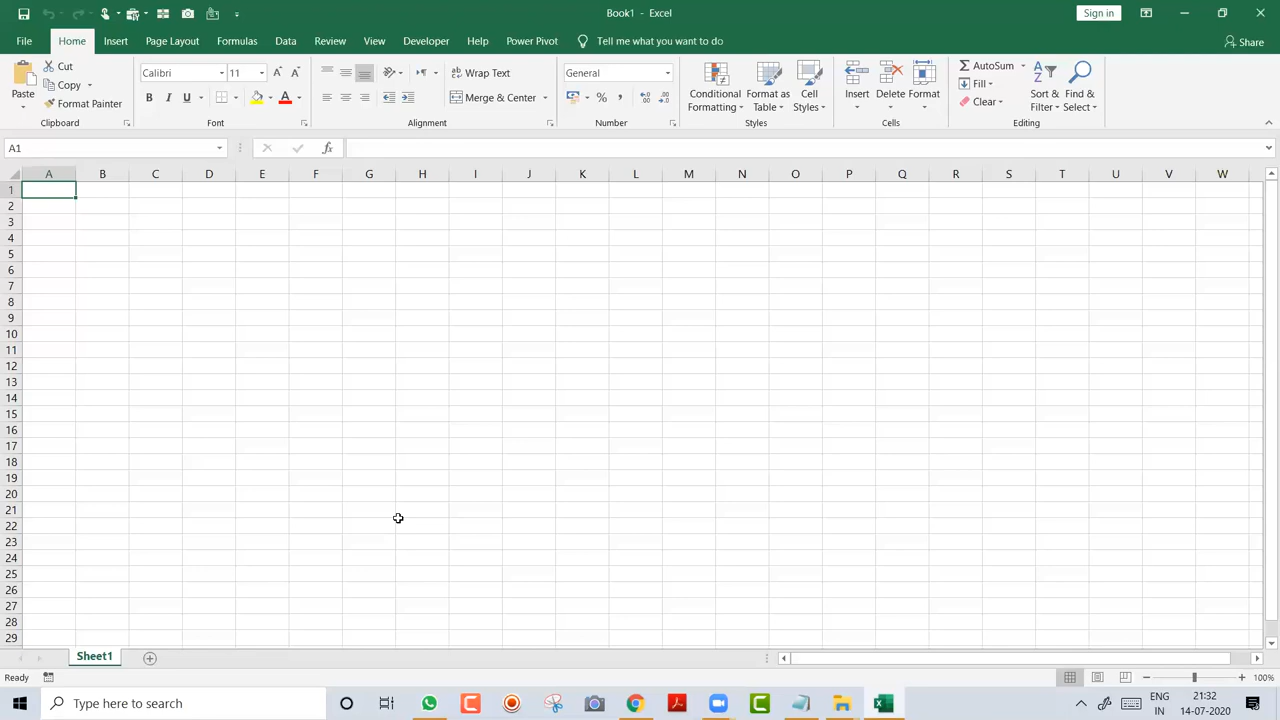 Book1 - Excel
Sign in
File Home Insert Page Layout Formulas Data Review View Developer Help Power Pivot Tell me what you want to do
Share
Paste
Cut
Copy
Format Painter
Clipboard
Calibri 11
B I U
Font
Wrap Text
Merge & Center
Alignment
General
%
Number
Conditional Formatting
Format as Table
Cell Styles
Styles
Insert Delete Format
Cells
AutoSum
Fill
Clear
Sort & Filter
Find & Select
Editing
A1
fx
A B C D E F G H I J K L M N O P Q R S T U V W
1
2
3
4
5
6
7
8
9
10
11
12
13
14
15
16
17
18
19
20
21
22
23
24
25
26
27
28
29
Sheet1
Ready
100%
Type here to search
ENG
IN
21:32
14-07-2020